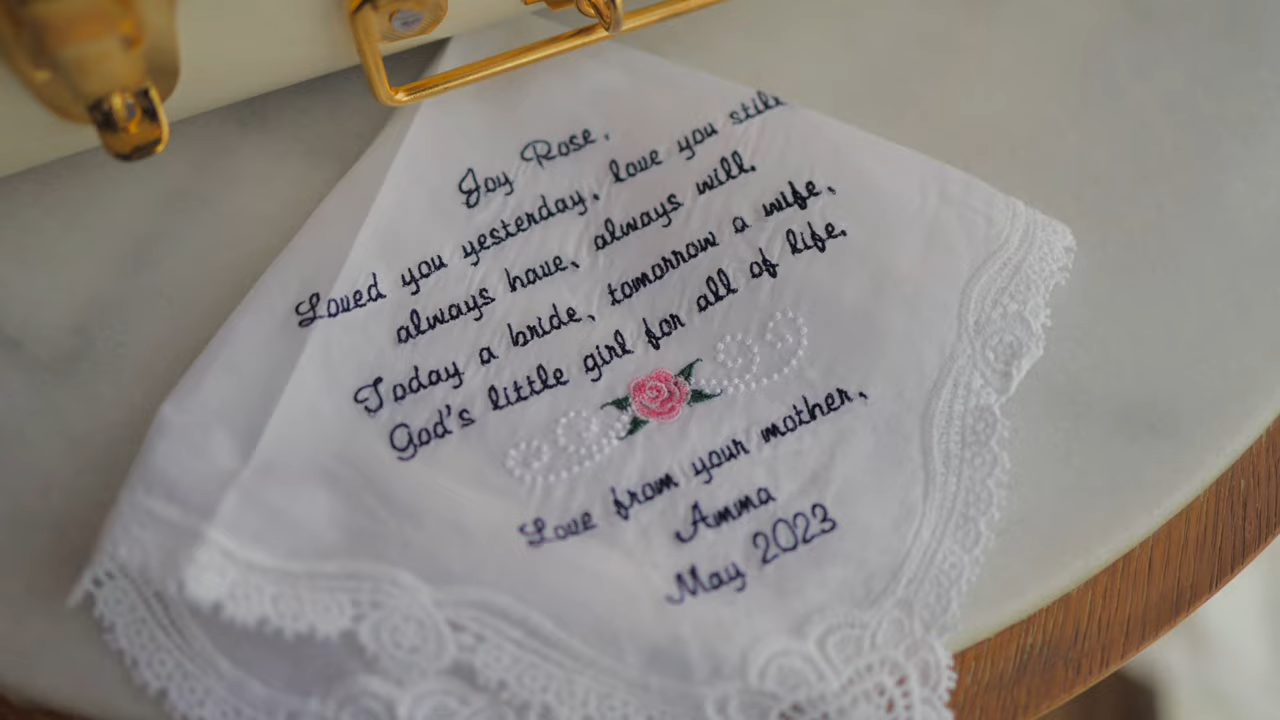 Joy Rose,
Loved you yesterday, love you still
always have, always will.
Today a bride, tomorrow a wife,
God's little girl for all of life.
Love from your mother,
Amma
May 2023